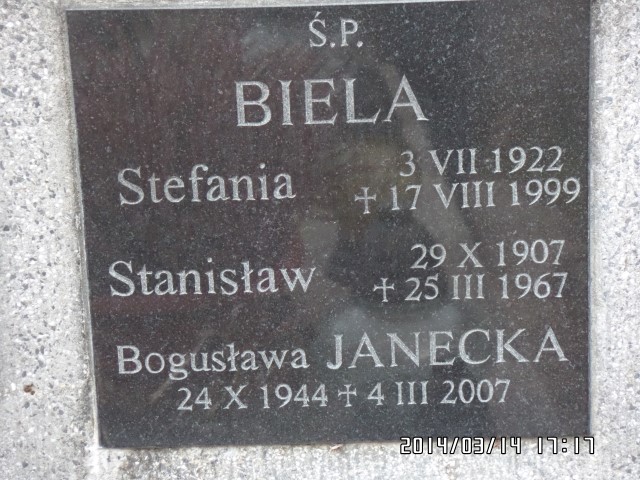 Ś.P.
BIELA
Stefania 3 VII 1922
✝ 17 VIII 1999
Stanisław 29 X 1907
✝ 25 III 1967
Bogusława JANECKA
24 X 1944 ✝ 4 III 2007
2014/03/14 17:17